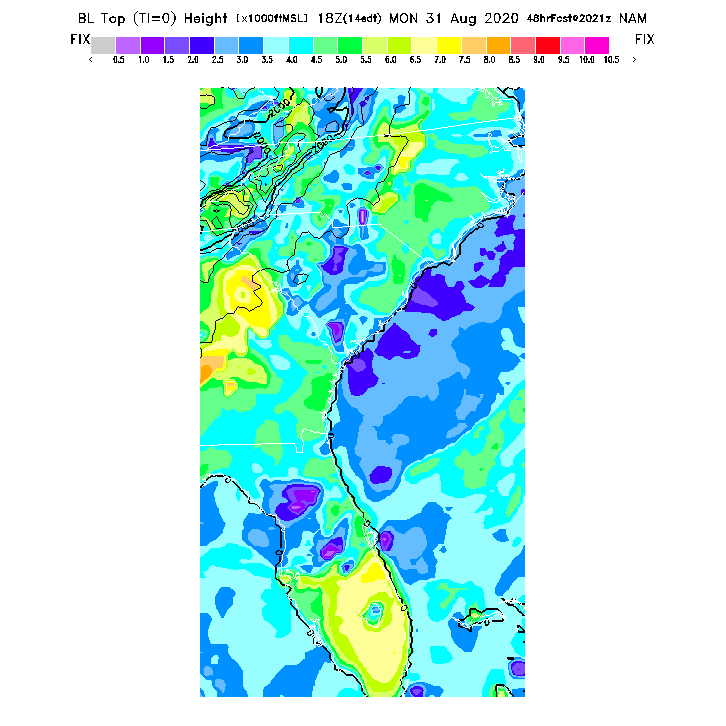 BL Top (TI=0) Height [x1000ftMSL] 18Z(14edt) MON 31 Aug 2020 48hrFcst@2021z NAM
FIX FIX
< 0.5 1.0 1.5 2.0 2.5 3.0 3.5 4.0 4.5 5.0 5.5 6.0 6.5 7.0 7.5 8.0 8.5 9.0 9.5 10.0 10.5 >
2000